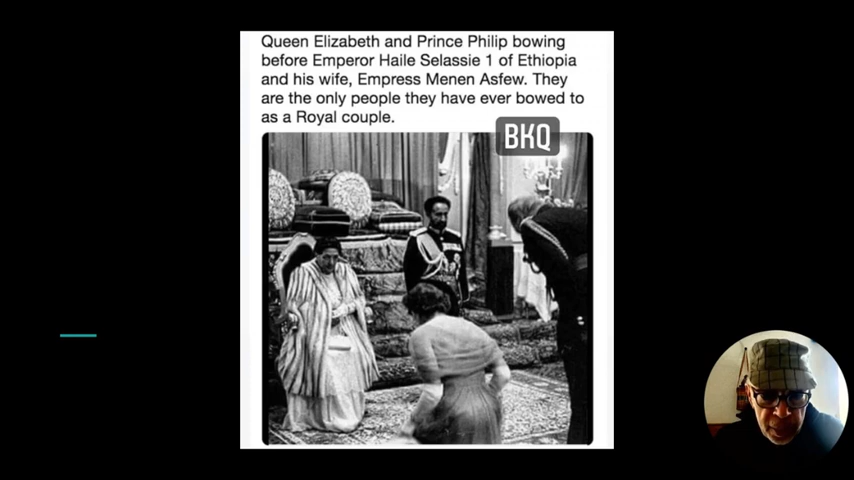 Queen Elizabeth and Prince Philip bowing
before Emperor Haile Selassie 1 of Ethiopia
and his wife, Empress Menen Asfew. They
are the only people they have ever bowed to
as a Royal couple.
BKQ